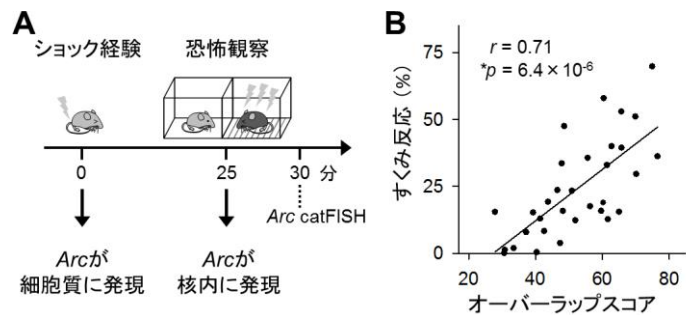 A
ショック経験 恐怖観察
0 25 30 分
Arc catFISH
Arcが
細胞質に発現
Arcが
核内に発現
B
r = 0.71
*p = 6.4×10-6
すくみ反応 (%)
75
50
25
0
20 40 60 80
オーバーラップスコア